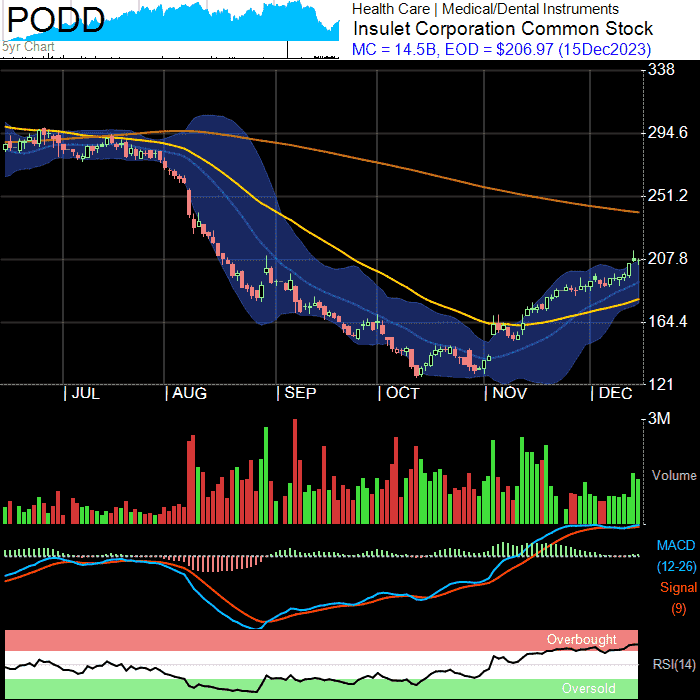 PODD
5yr Chart
Health Care | Medical/Dental Instruments
Insulet Corporation Common Stock
MC = 14.5B, EOD = $206.97 (15Dec2023)
338
294.6
251.2
207.8
164.4
121
| JUL | AUG | SEP | OCT | NOV | DEC
3M
Volume
MACD
(12-26)
Signal
(9)
Overbought
RSI(14)
Oversold